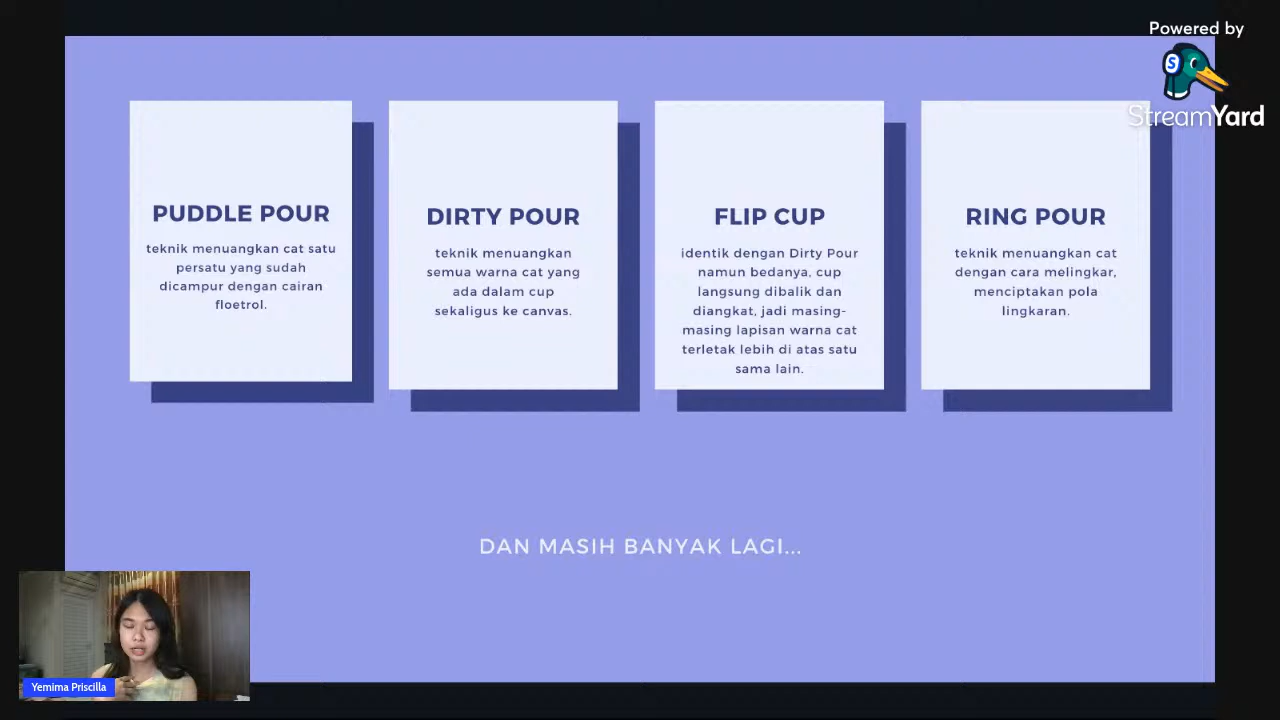 Powered by
StreamYard
PUDDLE POUR
teknik menuangkan cat satu
persatu yang sudah
dicampur dengan cairan
floetrol.
DIRTY POUR
teknik menuangkan
semua warna cat yang
ada dalam cup
sekaligus ke canvas.
FLIP CUP
identik dengan Dirty Pour
namun bedanya, cup
langsung dibalik dan
diangkat, jadi masing-
masing lapisan warna cat
terletak lebih di atas satu
sama lain.
RING POUR
teknik menuangkan cat
dengan cara melingkar,
menciptakan pola
lingkaran.
DAN MASIH BANYAK LAGI...
Yemima Priscilla